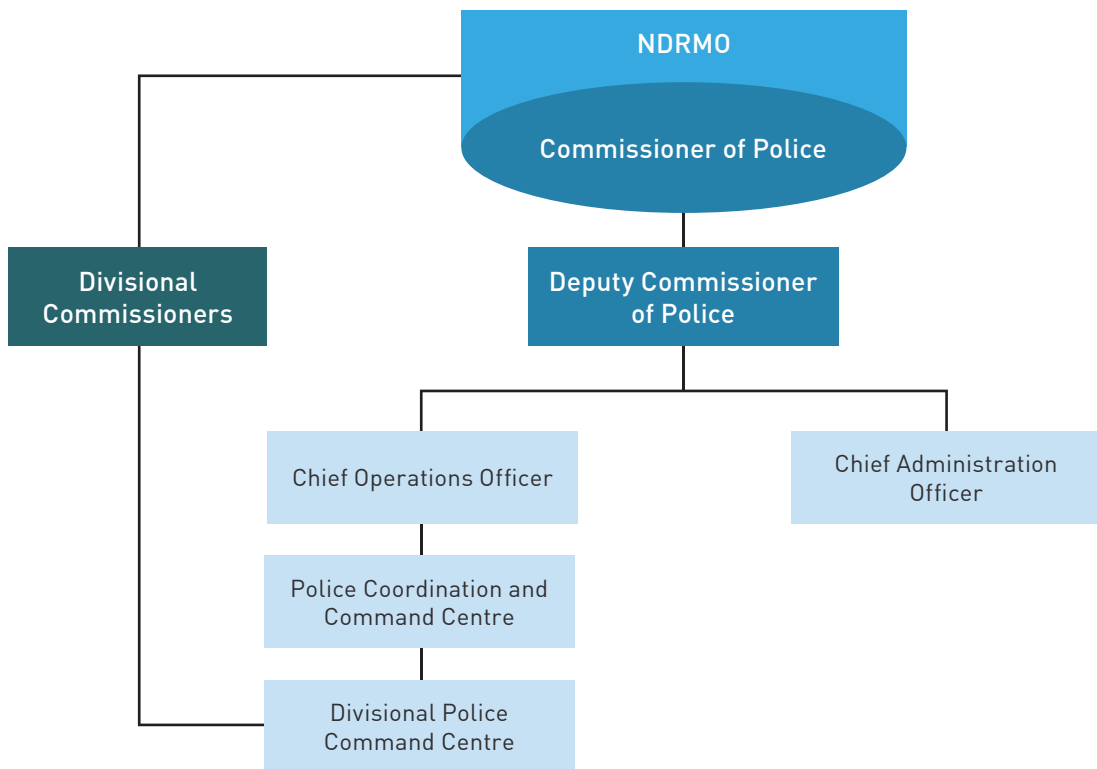 NDRMO
Commissioner of Police
Divisional
Commissioners
Deputy Commissioner
of Police
Chief Operations Officer
Chief Administration
Officer
Police Coordination and
Command Centre
Divisional Police
Command Centre